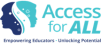 Access
for ALL
Empowering Educators · Unlocking Potential